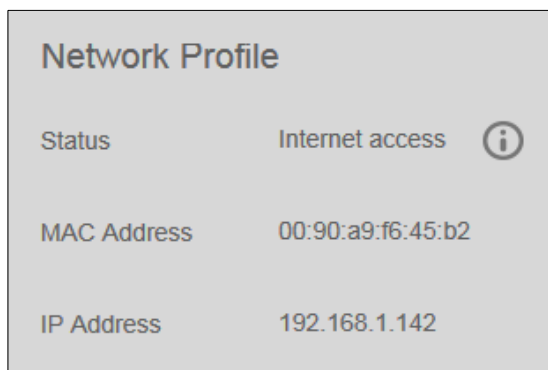 Network Profile
Status Internet access
MAC Address 00:90:a9:f6:45:b2
IP Address 192.168.1.142